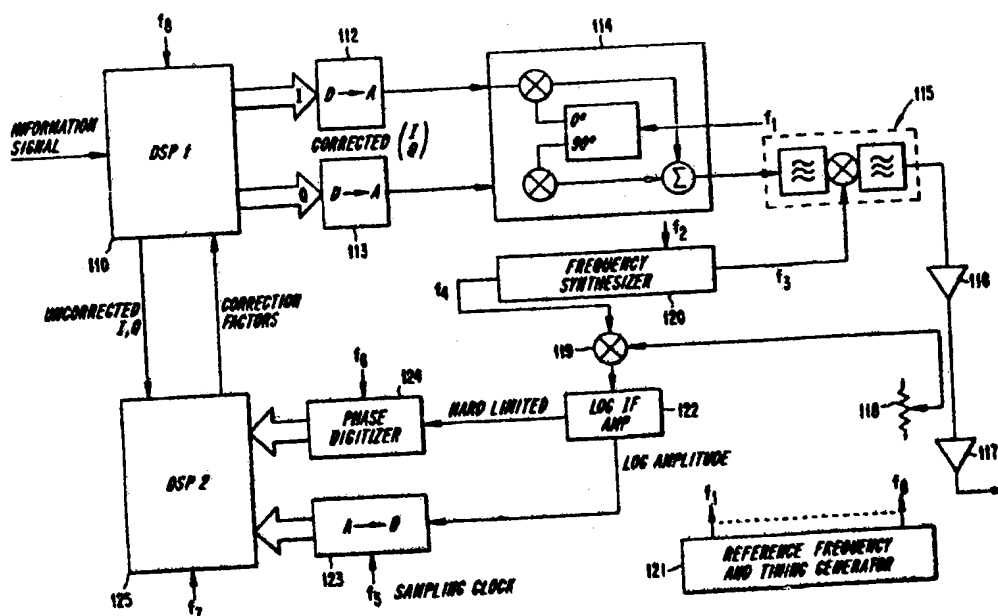 f8
112
114
INFORMATION
SIGNAL
DSP 1
I
D → A
CORRECTED (I
Q)
0°
90°
f1
115
Q
D → A
Σ
110
113
f2
FREQUENCY
SYNTHESIZER
f3
f4
120
116
UNCORRECTED
I,Q
CORRECTION
FACTORS
119
f6
124
PHASE
DIGITIZER
HARD LIMITED
LOG IF
AMP
122
118
DSP 2
LOG AMPLITUDE
117
A → D
f1
f8
REFERENCE FREQUENCY
AND TIMING GENERATOR
121
125
f7
123
f5
SAMPLING CLOCK